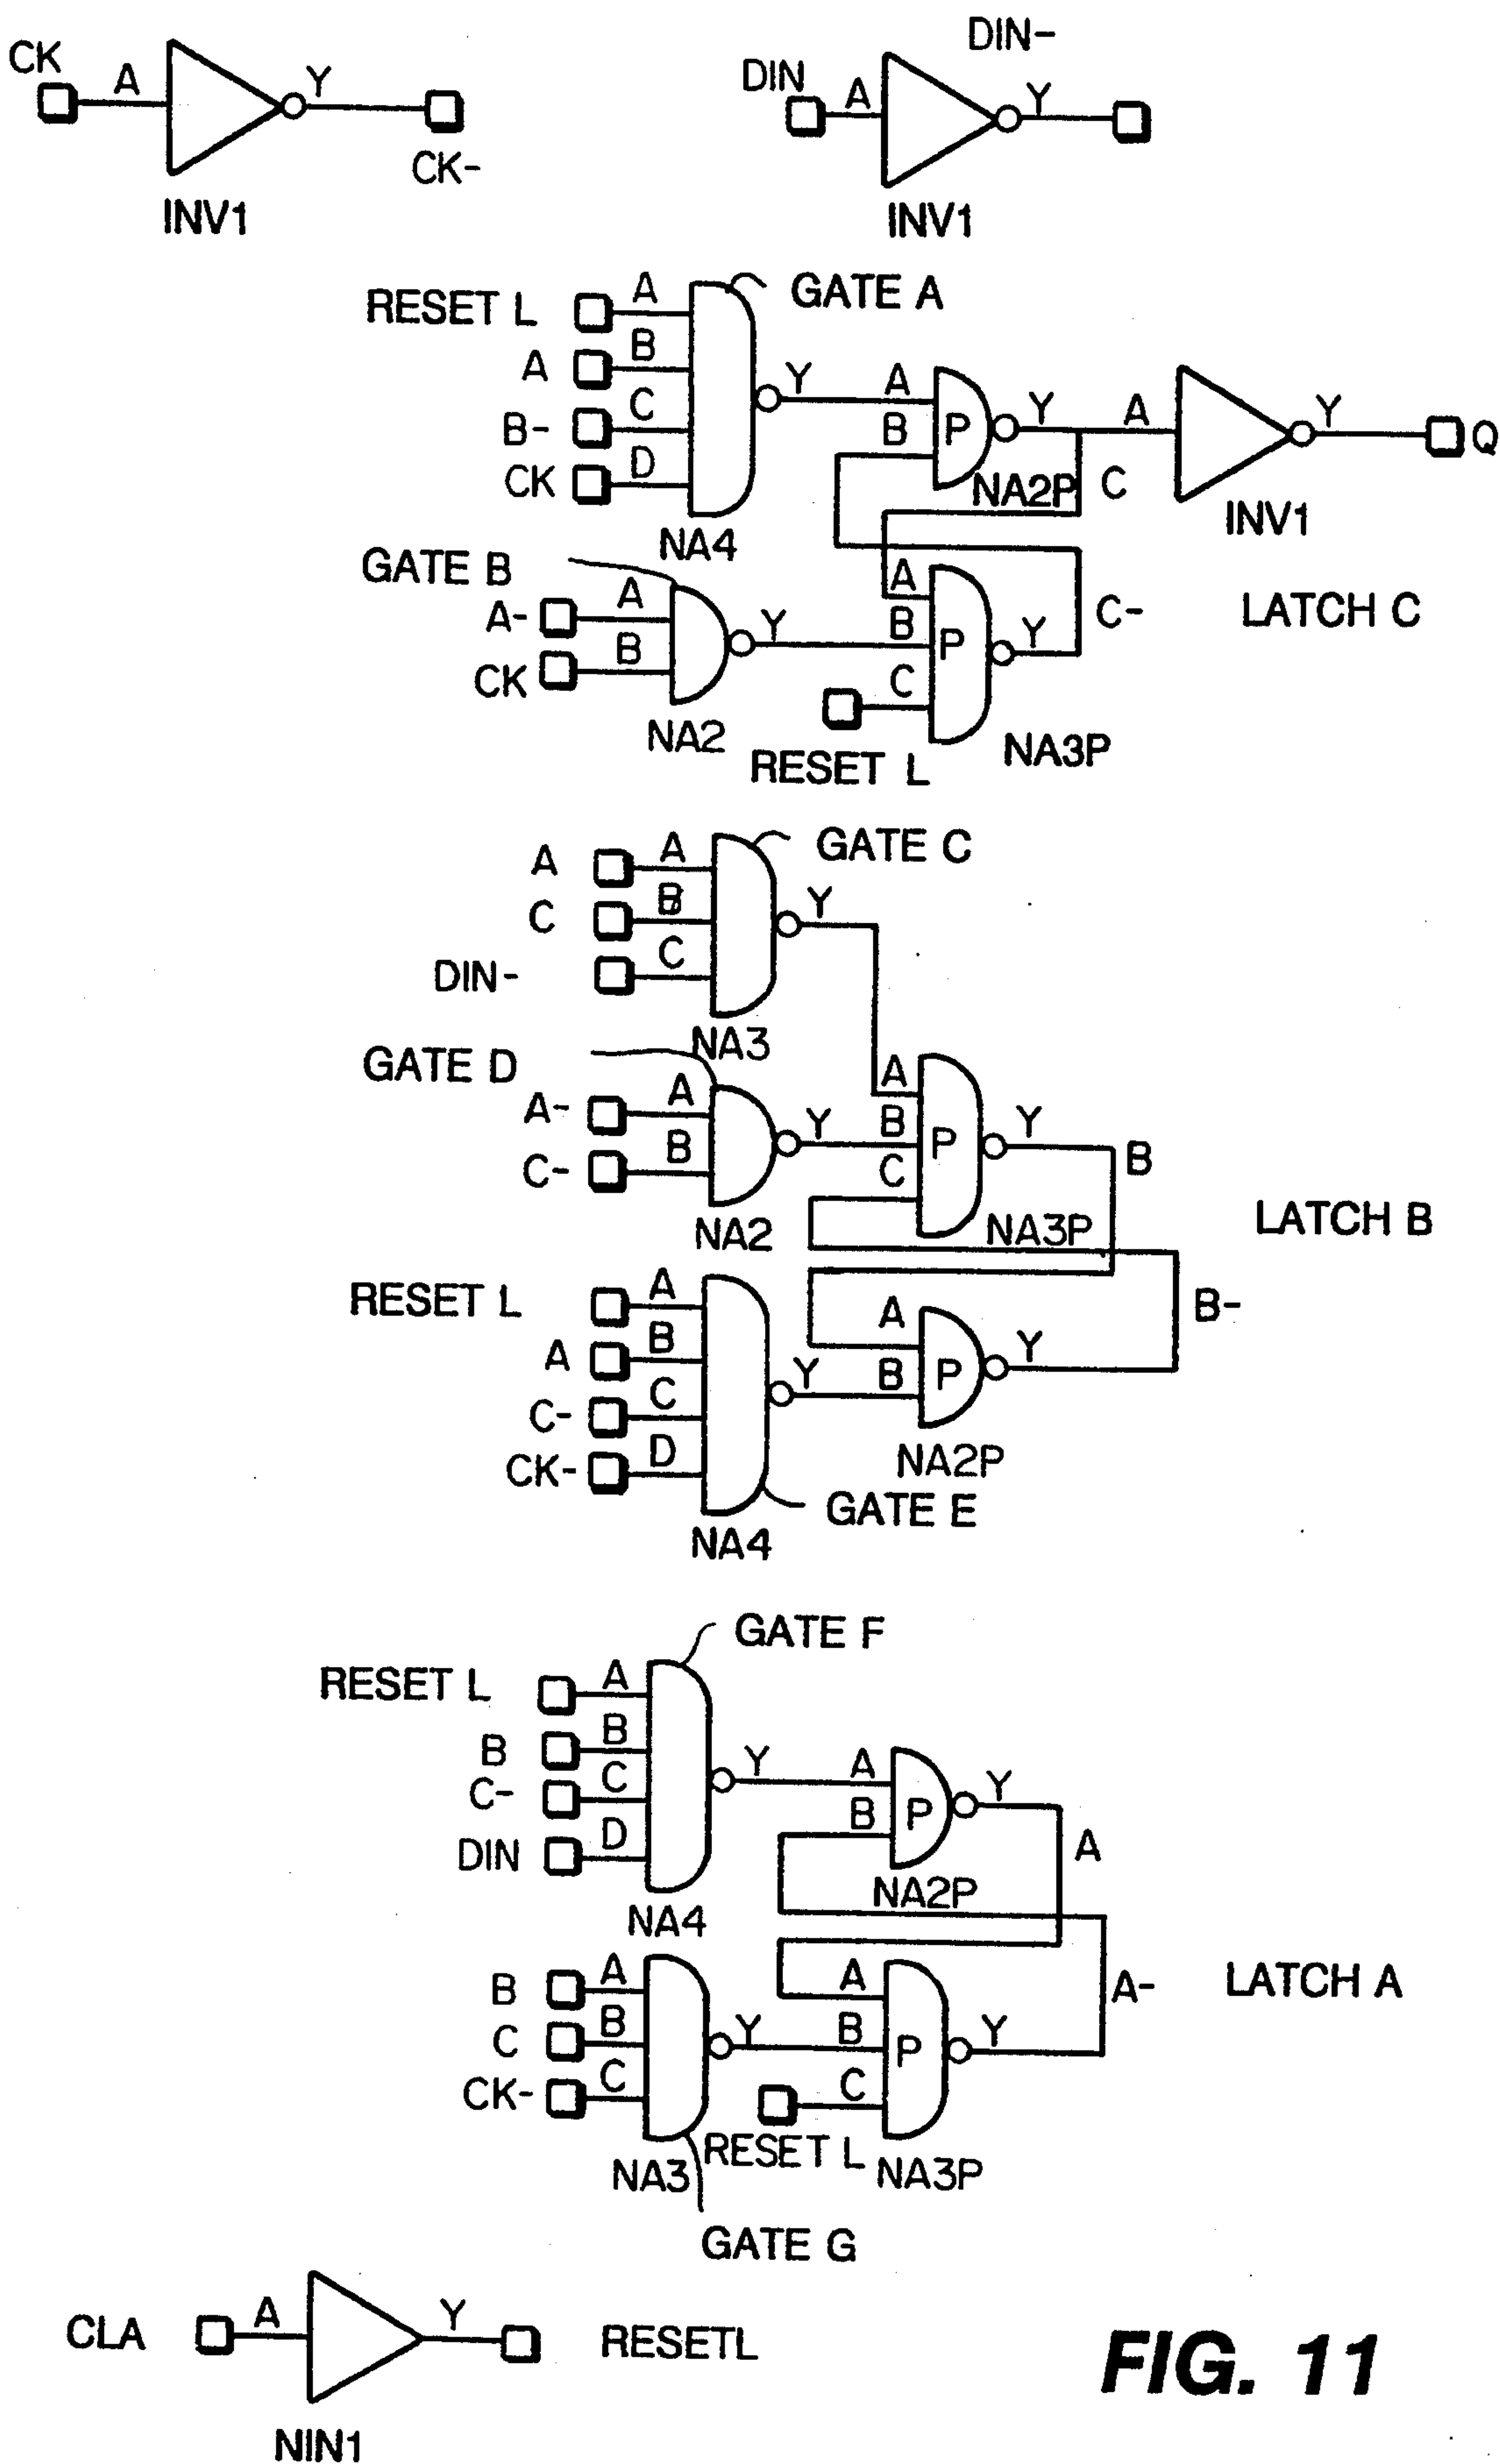 CK A Y CK-
INV1
DIN A DIN- Y
INV1
GATE A
RESET L A
A B
B- C
CK D
Y
NA4
A B P Y
NA2P C
A Y Q
INV1
GATE B
A- A
CK B
Y
NA2
A B C P Y
C-
RESET L
NA3P
LATCH C
GATE C
A A
C B
DIN- C
Y
NA3
GATE D
A- A
C- B
Y
NA2
A B C P Y
B
NA3P
LATCH B
RESET L A
A B
C- C
CK- D
Y
A B P Y
B-
NA2P
GATE E
NA4
GATE F
RESET L A
B B
C- C
DIN D
Y
NA4
A B P Y
A
NA2P
B A
C B
CK- C
Y
A B C P Y
A-
LATCH A
RESET L
NA3
NA3P
GATE G
CLA A Y RESETL
NIN1
FIG. 11